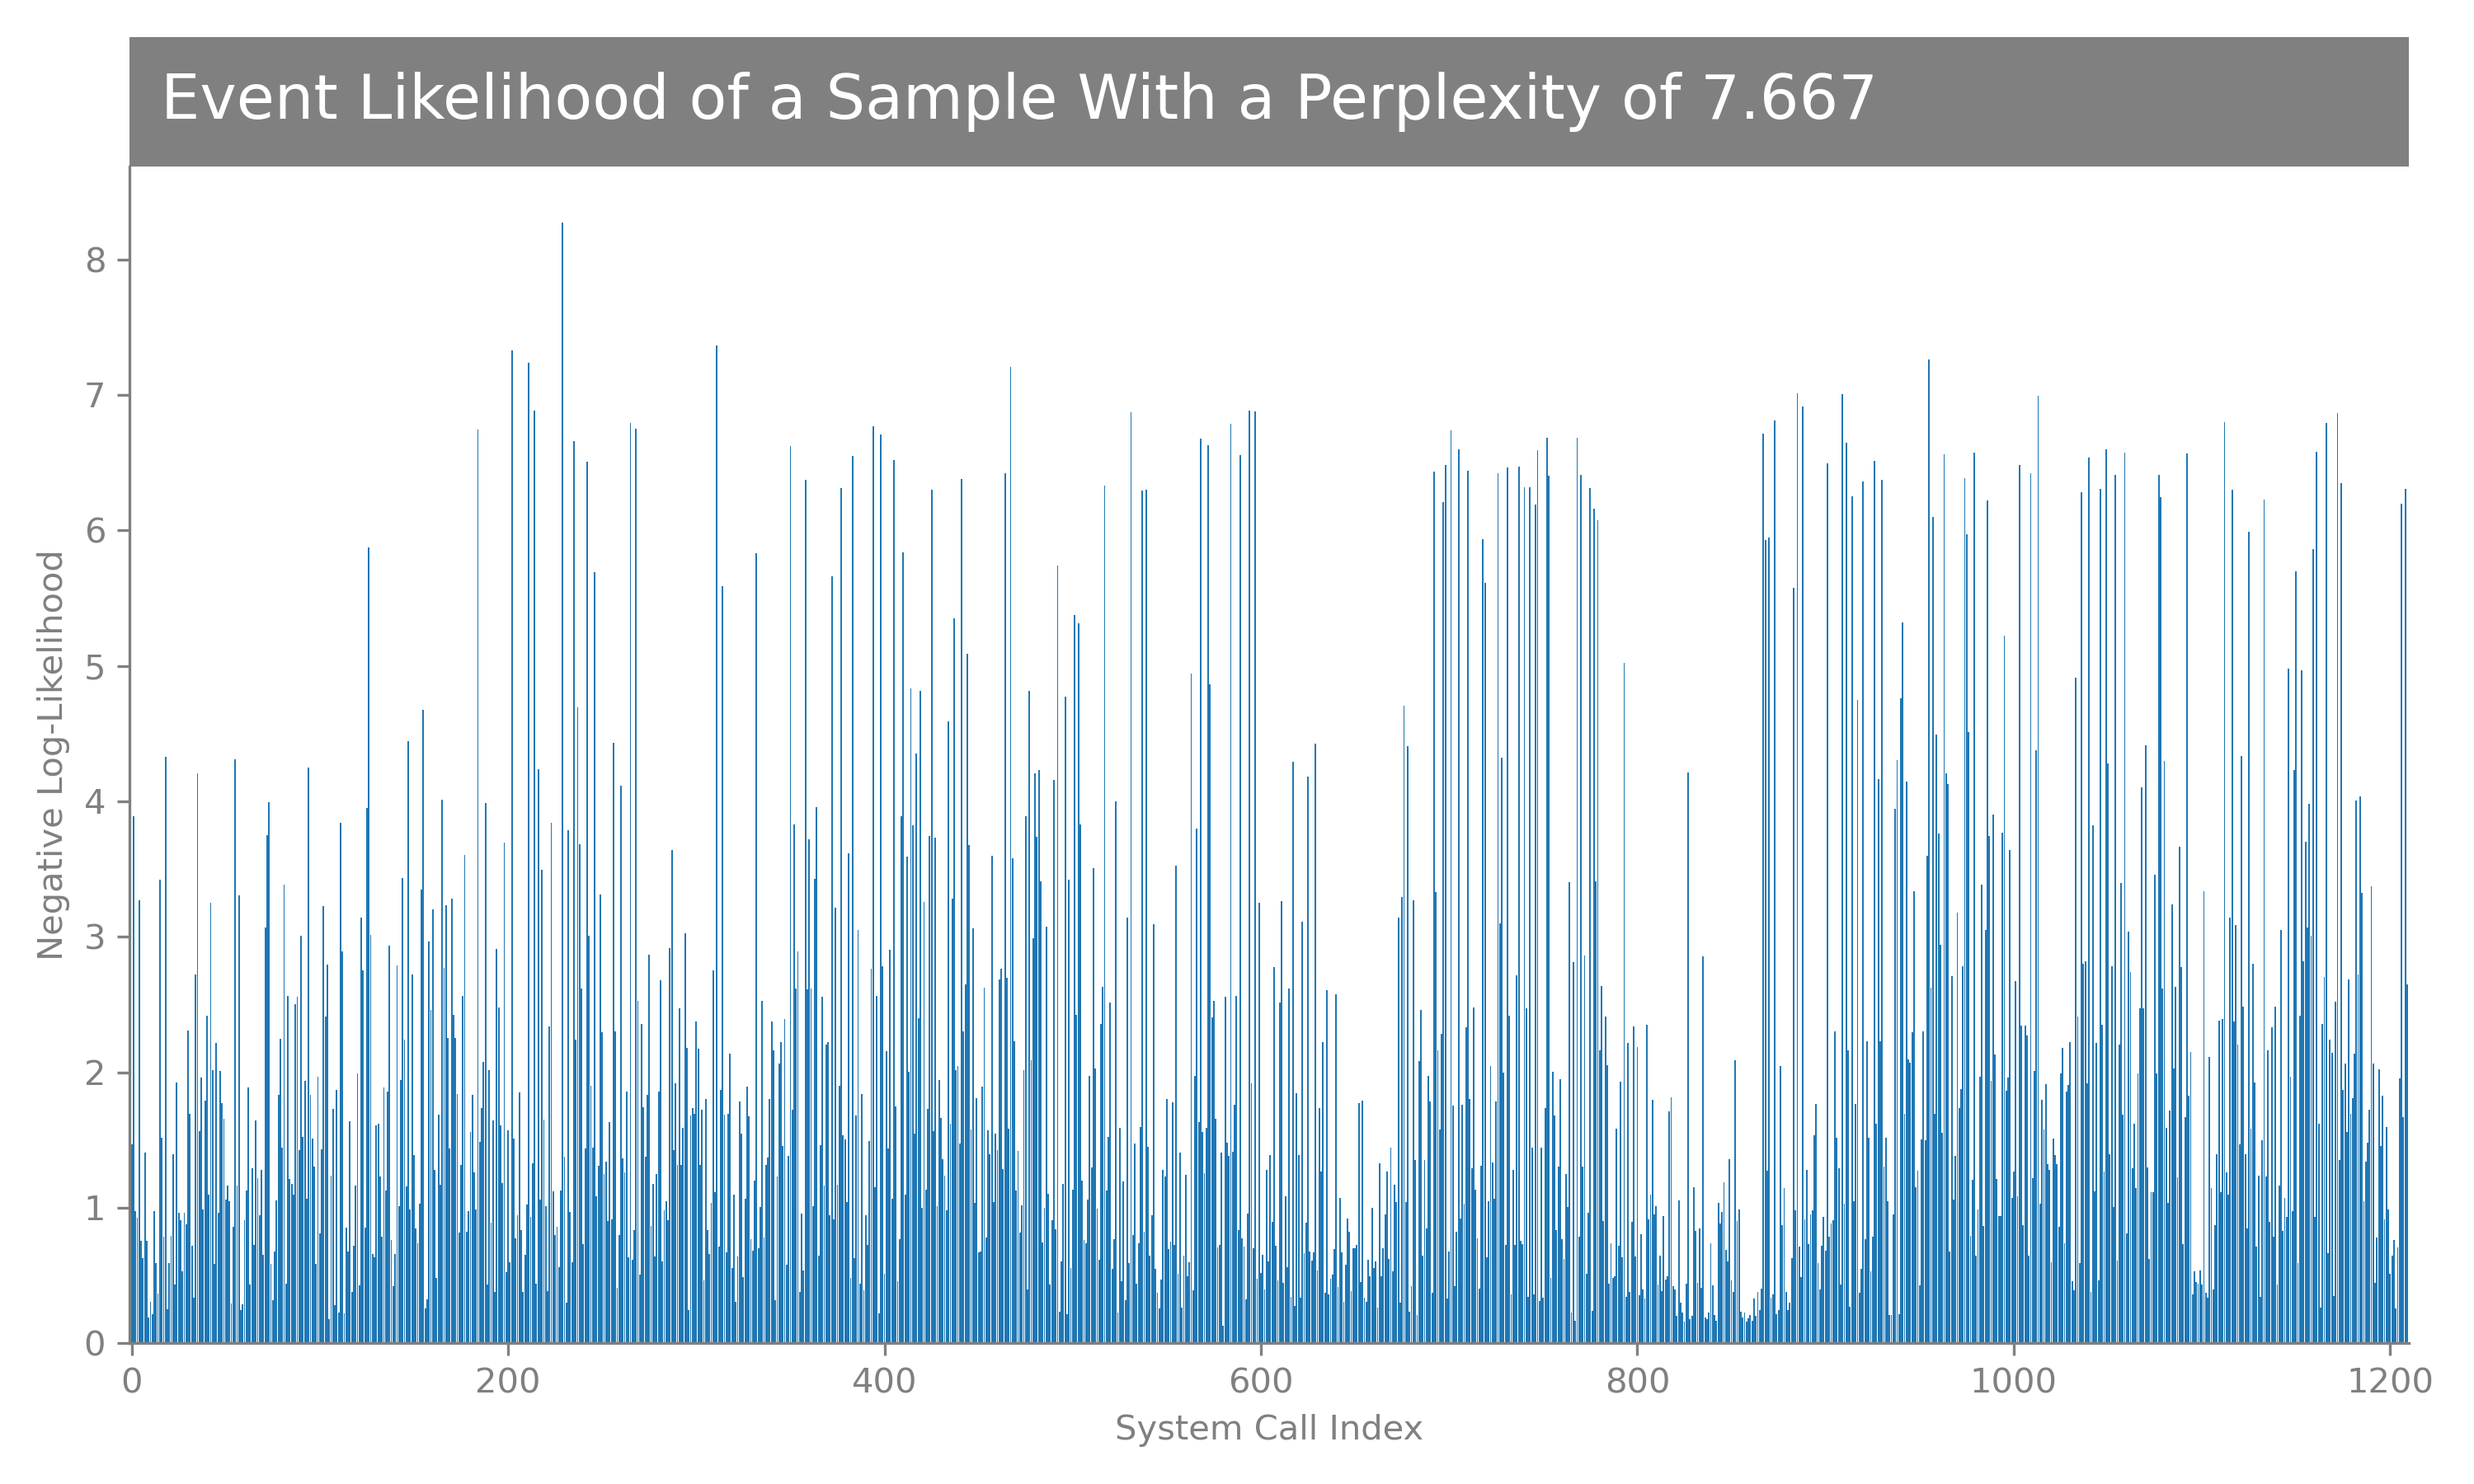 Event Likelihood of a Sample With a Perplexity of 7.667
8
7
6
5
4
3
2
1
0
Negative Log-Likelihood
0 200 400 600 800 1000 1200
System Call Index